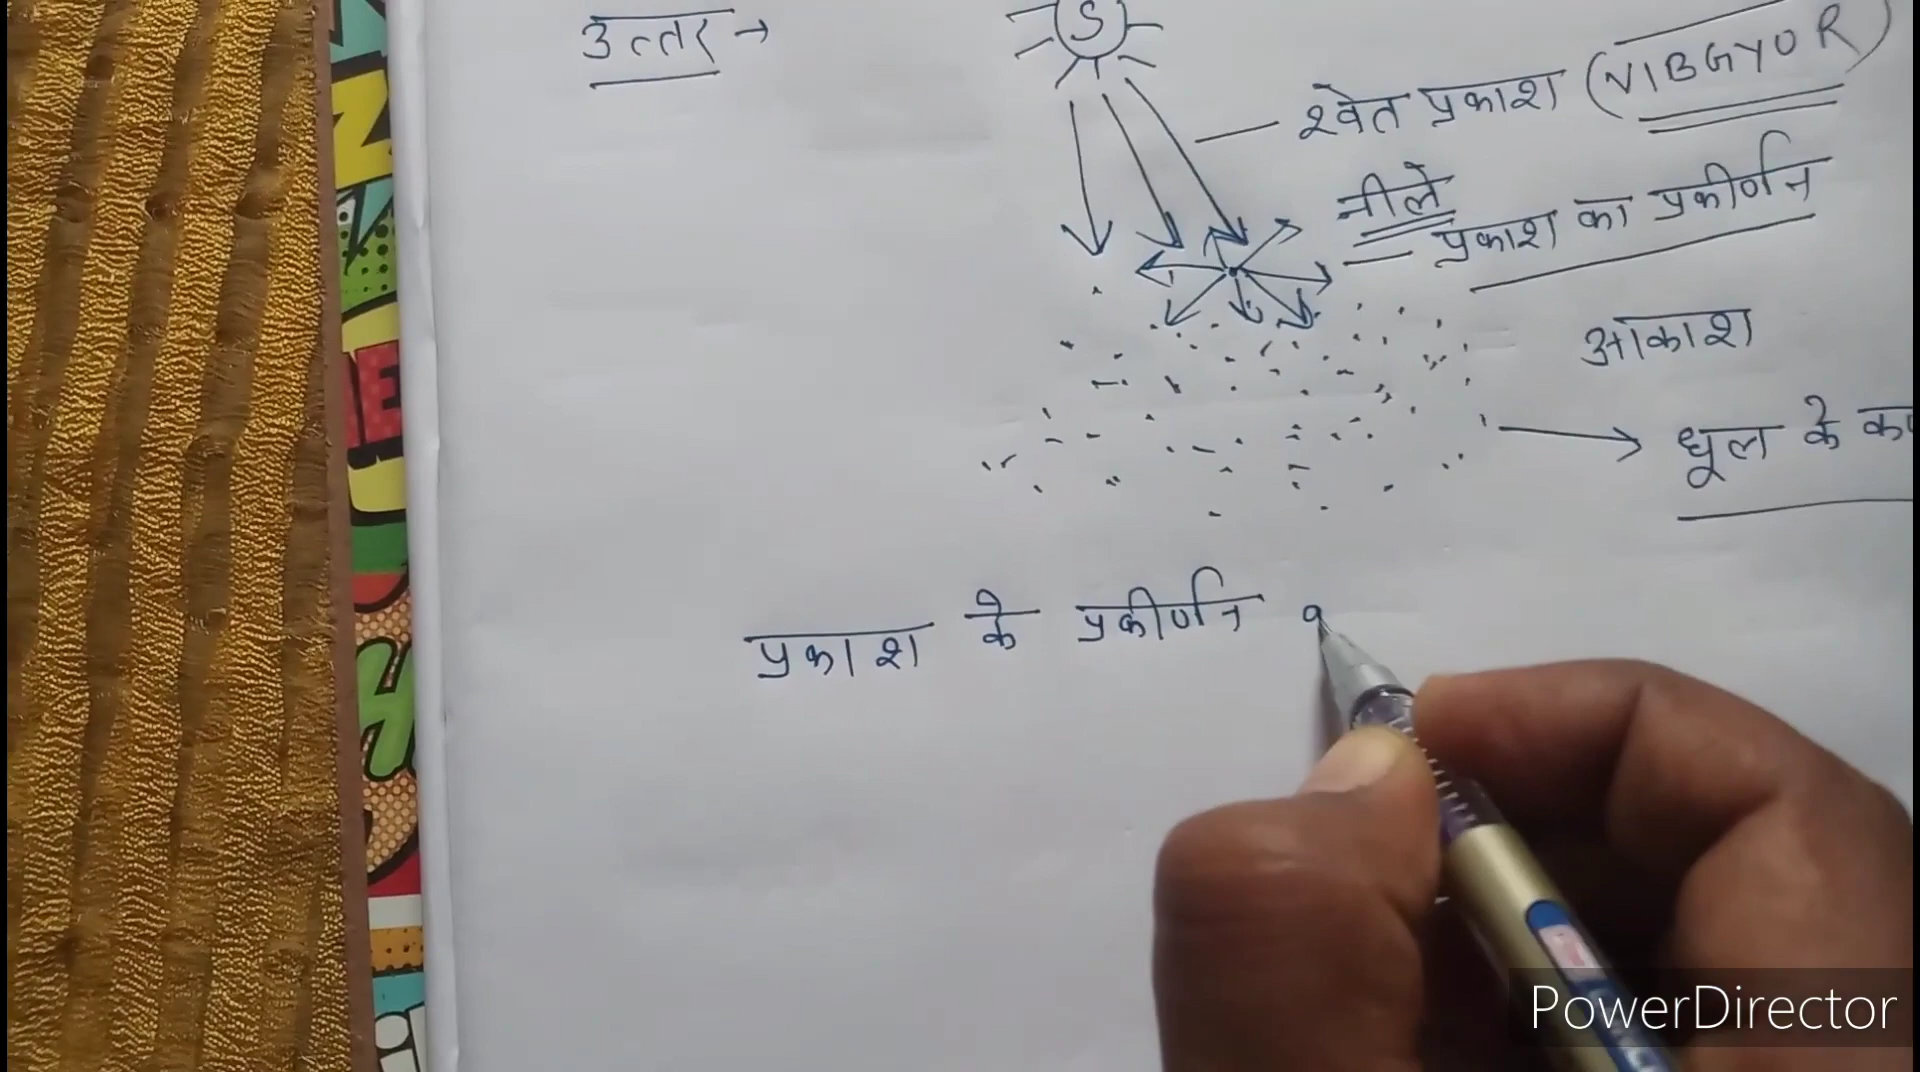 उत्तर →
S
श्वेत प्रकाश (VIBGYOR)
नीले
प्रकाश का प्रकीर्णन
आकाश
धूल के
प्रकाश के प्रकीर्णन
PowerDirector